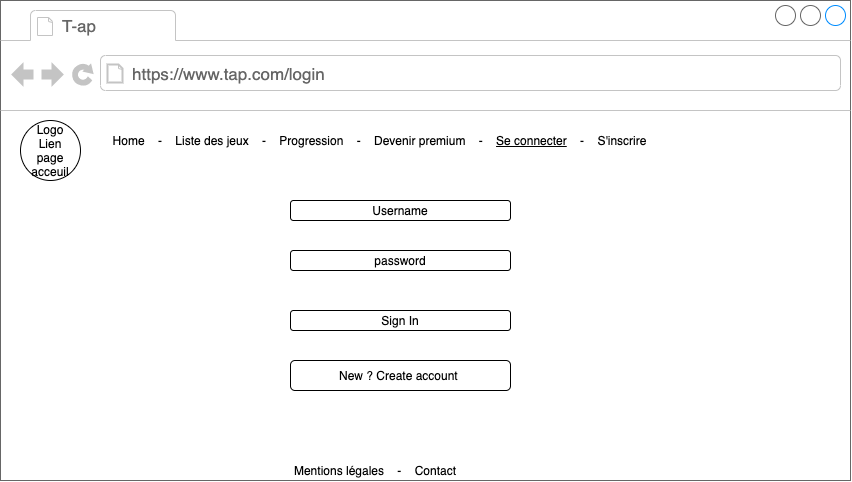 T-ap
https://www.tap.com/login
Logo
Lien
page
acceuil
Home - Liste des jeux - Progression - Devenir premium - Se connecter - S'inscrire
Username
password
Sign In
New ? Create account
Mentions légales - Contact